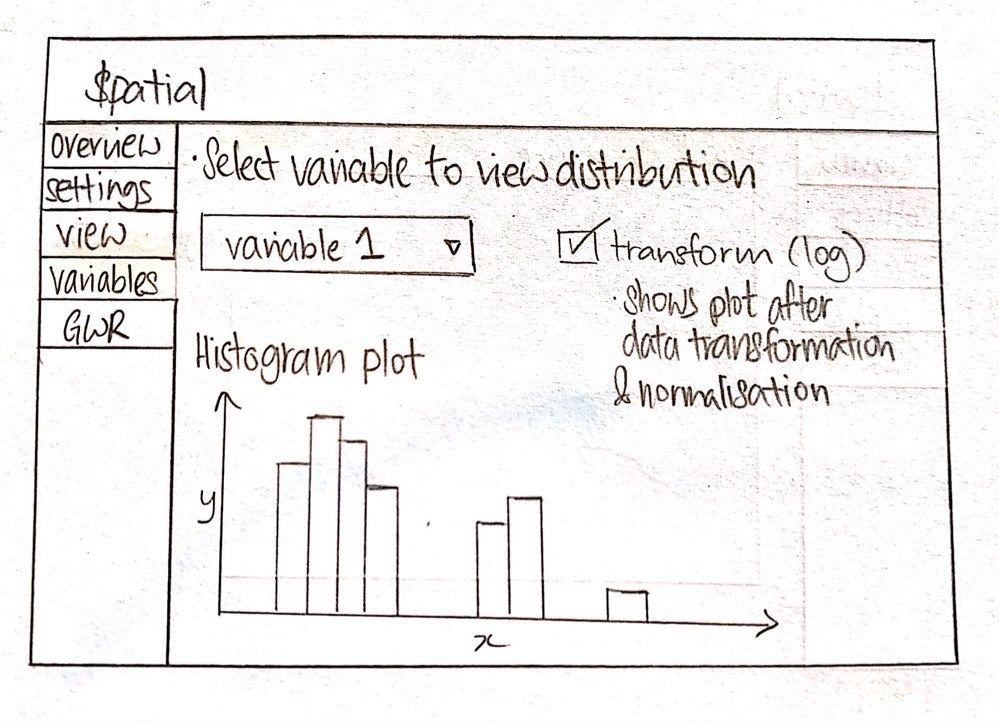 $patial
overview
settings
view
variables
GWR
·Select variable to view distribution
variable 1
transform (log)
·shows plot after
data transformation
& normalisation
Histogram plot
y
x